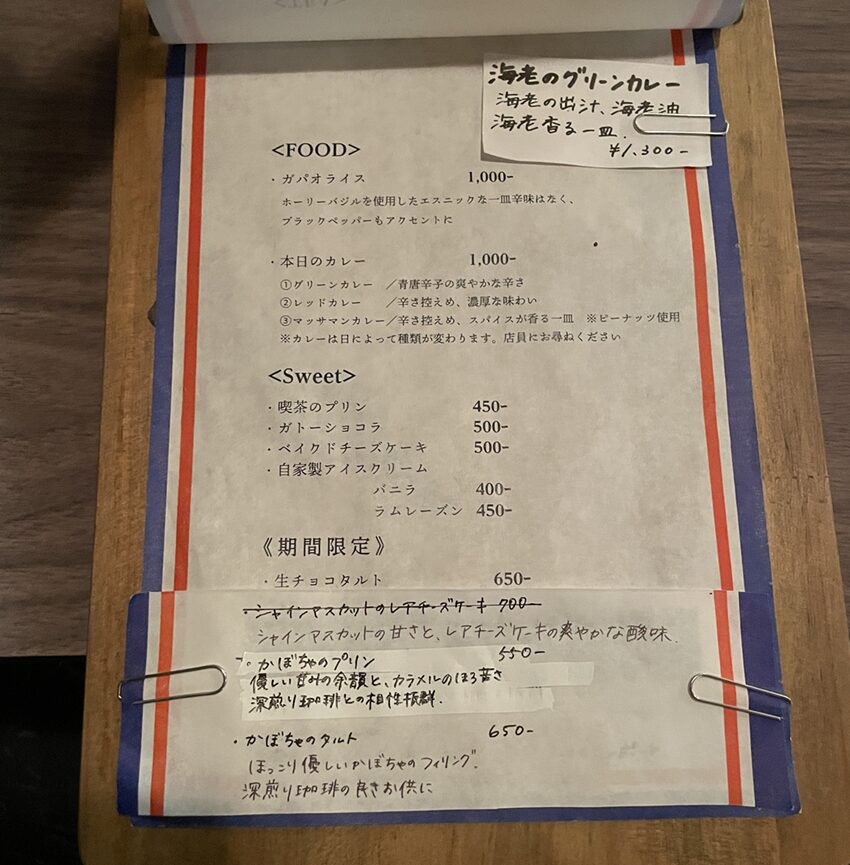 海老のグリーンカレー
海老の出汁、海老油
海老香る一皿.
¥1.300-
<FOOD>
・ガパオライス 1,000-
ホーリーバジルを使用したエスニックな一皿辛味はなく、
ブラックペッパーもアクセントに
・本日のカレー 1,000-
①グリーンカレー ／青唐辛子の爽やかな辛さ
②レッドカレー ／辛さ控えめ、濃厚な味わい
③マッサマンカレー／辛さ控えめ、スパイスが香る一皿 ※ピーナッツ使用
※カレーは日によって種類が変わります。店員にお尋ねください
<Sweet>
・喫茶のプリン 450-
・ガトーショコラ 500-
・ベイクドチーズケーキ 500-
・自家製アイスクリーム
バニラ 400-
ラムレーズン 450-
《期間限定》
・生チョコタルト 650-
・シャインマスカットのレアチーズケーキ 700-
シャインマスカットの甘さと、レアチーズケーキの爽やかな酸味.
・かぼちゃのプリン 550-
優しい甘みの余韻と、カラメルのほろ苦さ
深煎り珈琲との相性抜群.
・かぼちゃのタルト 650-
ほっこり優しいかぼちゃのフィリング.
深煎り珈琲の良きお供に